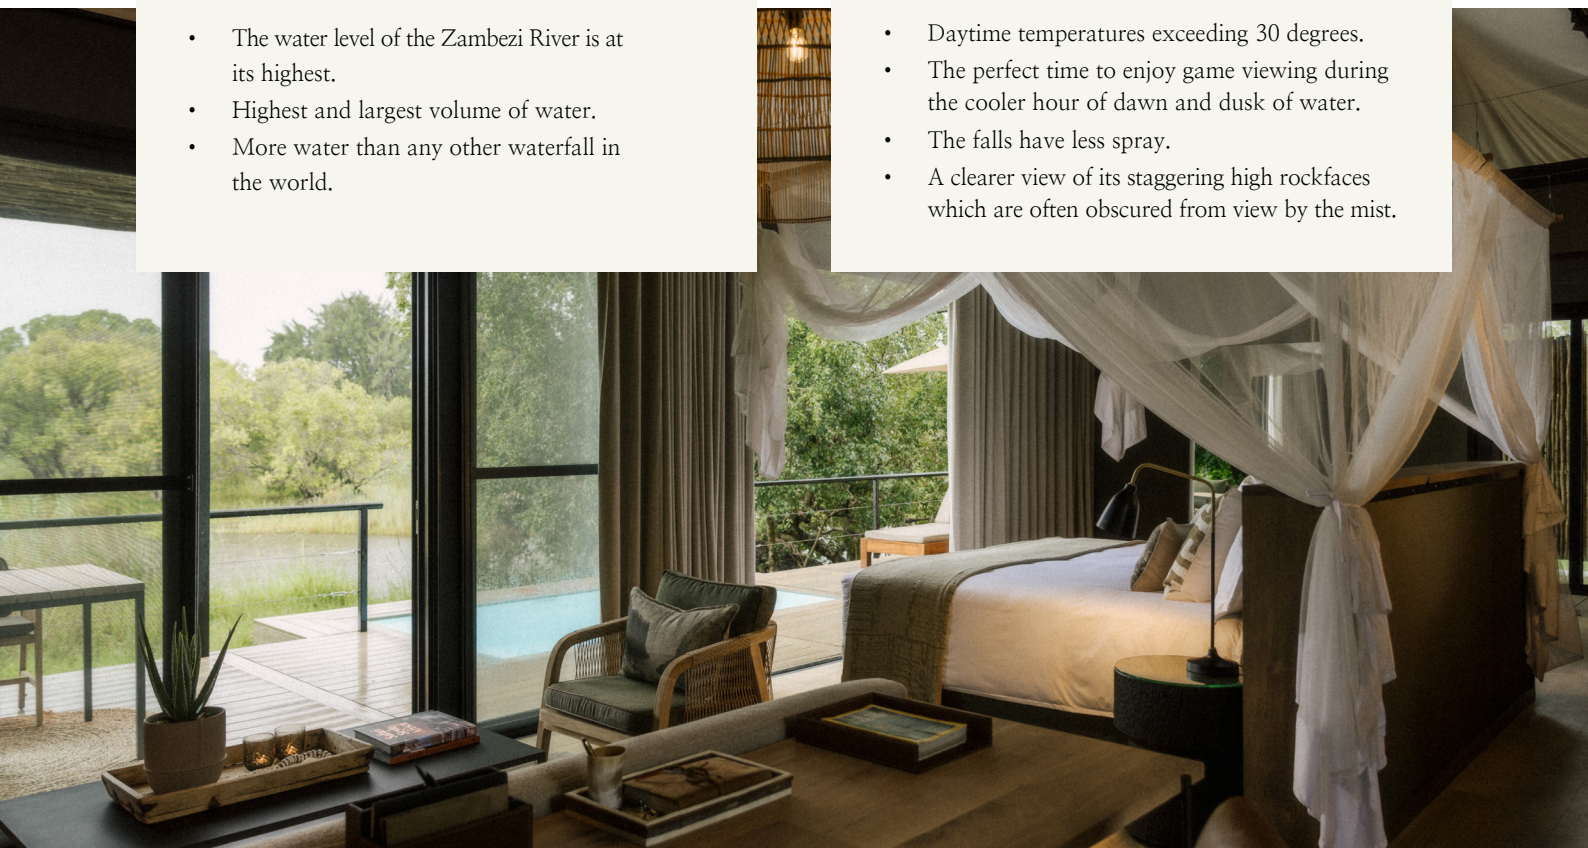 • The water level of the Zambezi River is at
its highest.
• Highest and largest volume of water.
• More water than any other waterfall in
the world.
• Daytime temperatures exceeding 30 degrees.
• The perfect time to enjoy game viewing during
the cooler hour of dawn and dusk of water.
• The falls have less spray.
• A clearer view of its staggering high rockfaces
which are often obscured from view by the mist.